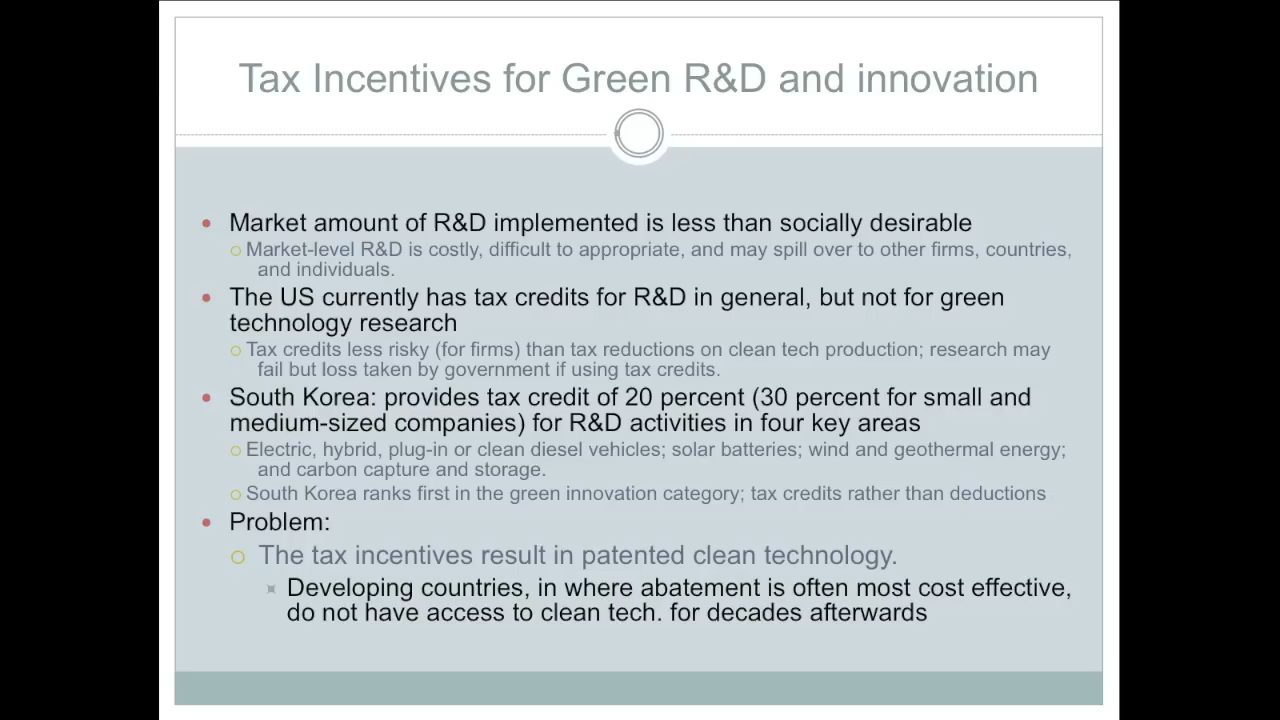 Tax Incentives for Green R&D and innovation
Market amount of R&D implemented is less than socially desirable
Market-level R&D is costly, difficult to appropriate, and may spill over to other firms, countries,
and individuals.
The US currently has tax credits for R&D in general, but not for green
technology research
Tax credits less risky (for firms) than tax reductions on clean tech production; research may
fail but loss taken by government if using tax credits.
South Korea: provides tax credit of 20 percent (30 percent for small and
medium-sized companies) for R&D activities in four key areas
Electric, hybrid, plug-in or clean diesel vehicles; solar batteries; wind and geothermal energy;
and carbon capture and storage.
South Korea ranks first in the green innovation category; tax credits rather than deductions
Problem:
The tax incentives result in patented clean technology.
Developing countries, in where abatement is often most cost effective,
do not have access to clean tech. for decades afterwards